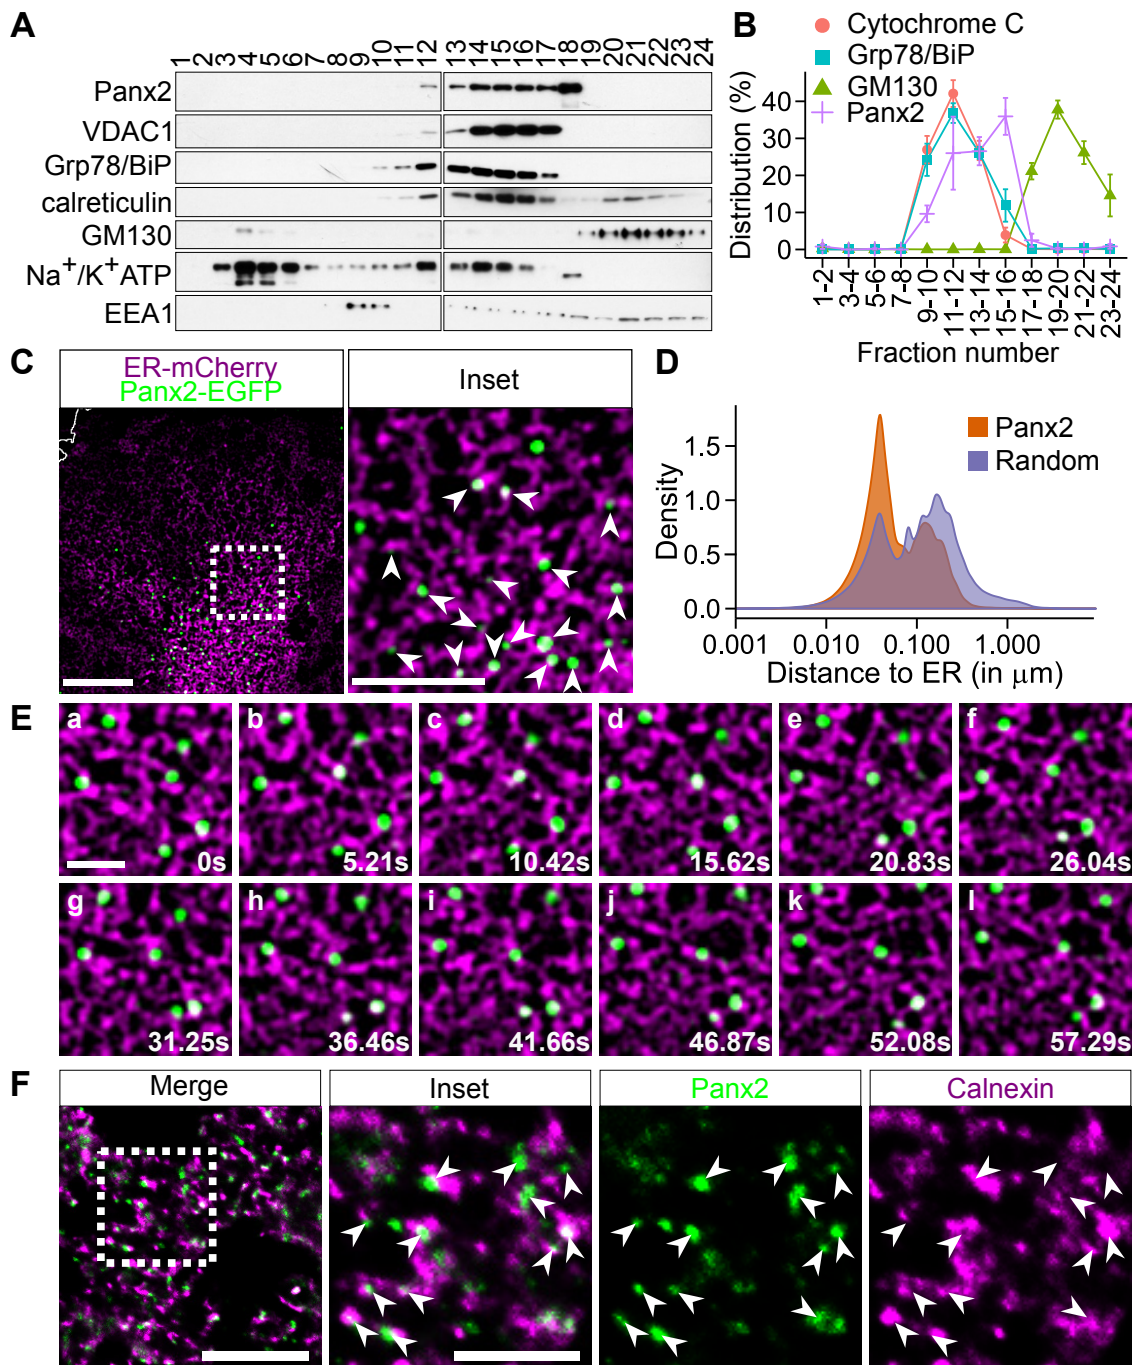 A
1 2 3 4 5 6 7 8 9 10 11 12 13 14 15 16 17 18 19 20 21 22 23 24
Panx2
VDAC1
Grp78/BiP
calreticulin
GM130
Na+/K+ATP
EEA1
B
Cytochrome C
Grp78/BiP
GM130
Panx2
Distribution (%)
40
30
20
10
0
1-2 3-4 5-6 7-8 9-10 11-12 13-14 15-16 17-18 19-20 21-22 23-24
Fraction number
C
ER-mCherry
Panx2-EGFP
Inset
D
Panx2
Random
Density
1.5
1.0
0.5
0.0
0.001 0.010 0.100 1.000
Distance to ER (in μm)
E
a b c d e f
0s 5.21s 10.42s 15.62s 20.83s 26.04s
g h i j k l
31.25s 36.46s 41.66s 46.87s 52.08s 57.29s
F
Merge Inset Panx2 Calnexin